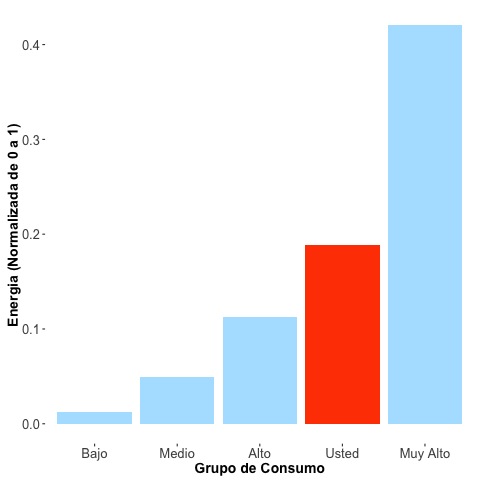 0.4
0.3
0.2
0.1
0.0
Energia (Normalizada de 0 a 1)
Bajo Medio Alto Usted Muy Alto
Grupo de Consumo